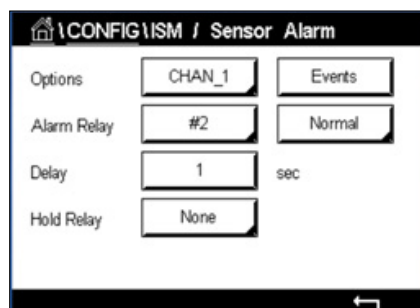 \CONFIG\ISM / Sensor Alarm
Options CHAN_1 Events
Alarm Relay #2 Normal
Delay 1 sec
Hold Relay None